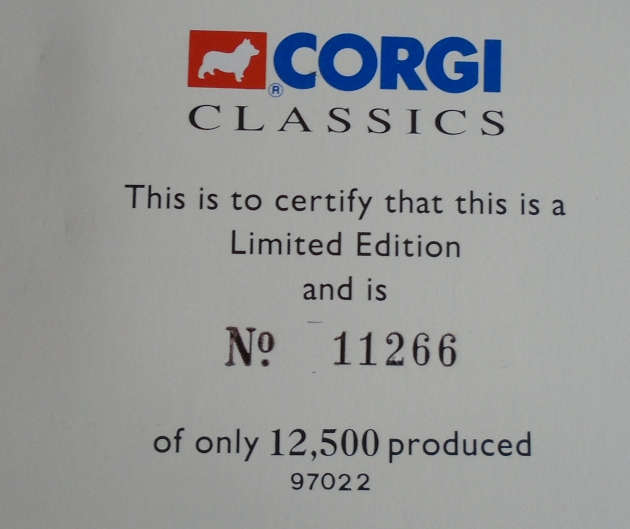 ® CORGI
CLASSICS
This is to certify that this is a
Limited Edition
and is
Nº 11266
of only 12,500 produced
97022